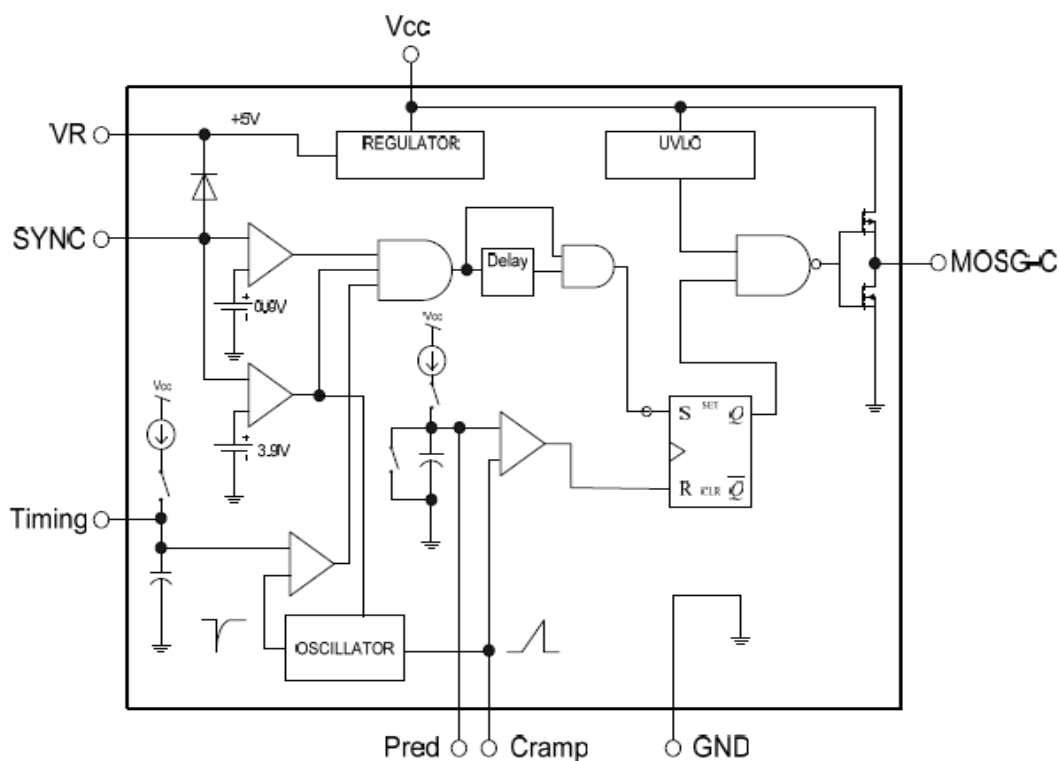 Vcc
VR
+5V
REGULATOR
UVLO
SYNC
0.9V
Delay
MOSG-C
Vcc
Vcc
3.9V
S
SET
Q
R
CLR
Q
Timing
OSCILLATOR
Pred
Cramp
GND